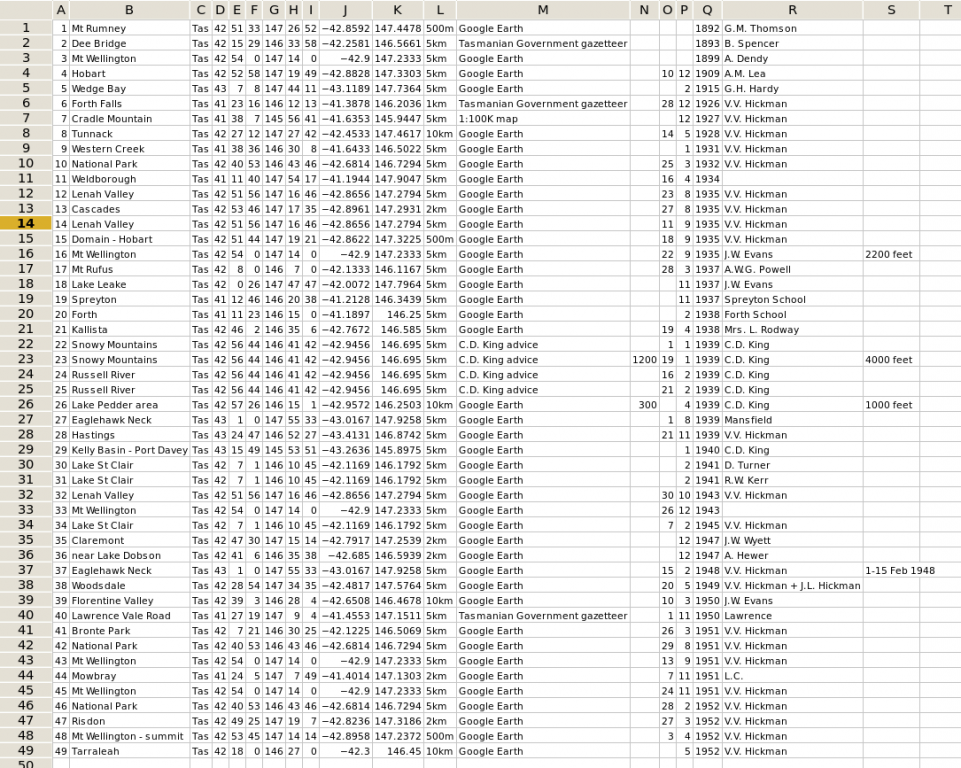 A B C D E F G H I J K L M N O P Q R S T
1 1 Mt Rumney Tas 42 51 33 147 26 52 −42.8592 147.4478 500m Google Earth 1892 G.M. Thomson
2 2 Dee Bridge Tas 42 15 29 146 33 58 −42.2581 146.5661 5km Tasmanian Government gazetteer 1893 B. Spencer
3 3 Mt Wellington Tas 42 54 0 147 14 0 −42.9 147.2333 5km Google Earth 1899 A. Dendy
4 4 Hobart Tas 42 52 58 147 19 49 −42.8828 147.3303 5km Google Earth 10 12 1909 A.M. Lea
5 5 Wedge Bay Tas 43 7 8 147 44 11 −43.1189 147.7364 5km Google Earth 2 1915 G.H. Hardy
6 6 Forth Falls Tas 41 23 16 146 12 13 −41.3878 146.2036 1km Tasmanian Government gazetteer 28 12 1926 V.V. Hickman
7 7 Cradle Mountain Tas 41 38 7 145 56 41 −41.6353 145.9447 5km 1:100K map 12 1927 V.V. Hickman
8 8 Tunnack Tas 42 27 12 147 27 42 −42.4533 147.4617 10km Google Earth 14 5 1928 V.V. Hickman
9 9 Western Creek Tas 41 38 36 146 30 8 −41.6433 146.5022 5km Google Earth 1 1931 V.V. Hickman
10 10 National Park Tas 42 40 53 146 43 46 −42.6814 146.7294 5km Google Earth 25 3 1932 V.V. Hickman
11 11 Weldborough Tas 41 11 40 147 54 17 −41.1944 147.9047 5km Google Earth 16 4 1934
12 12 Lenah Valley Tas 42 51 56 147 16 46 −42.8656 147.2794 5km Google Earth 23 8 1935 V.V. Hickman
13 13 Cascades Tas 42 53 46 147 17 35 −42.8961 147.2931 2km Google Earth 27 8 1935 V.V. Hickman
14 14 Lenah Valley Tas 42 51 56 147 16 46 −42.8656 147.2794 5km Google Earth 11 9 1935 V.V. Hickman
15 15 Domain - Hobart Tas 42 51 44 147 19 21 −42.8622 147.3225 500m Google Earth 18 9 1935 V.V. Hickman
16 16 Mt Wellington Tas 42 54 0 147 14 0 −42.9 147.2333 5km Google Earth 22 9 1935 J.W. Evans 2200 feet
17 17 Mt Rufus Tas 42 8 0 146 7 0 −42.1333 146.1167 5km Google Earth 28 3 1937 A.W.G. Powell
18 18 Lake Leake Tas 42 0 26 147 47 47 −42.0072 147.7964 5km Google Earth 11 1937 J.W. Evans
19 19 Spreyton Tas 41 12 46 146 20 38 −41.2128 146.3439 5km Google Earth 11 1937 Spreyton School
20 20 Forth Tas 41 11 23 146 15 0 −41.1897 146.25 5km Google Earth 2 1938 Forth School
21 21 Kallista Tas 42 46 2 146 35 6 −42.7672 146.585 5km Google Earth 19 4 1938 Mrs. L. Rodway
22 22 Snowy Mountains Tas 42 56 44 146 41 42 −42.9456 146.695 5km C.D. King advice 1 1 1939 C.D. King
23 23 Snowy Mountains Tas 42 56 44 146 41 42 −42.9456 146.695 5km C.D. King advice 1200 19 1 1939 C.D. King 4000 feet
24 24 Russell River Tas 42 56 44 146 41 42 −42.9456 146.695 5km C.D. King advice 16 2 1939 C.D. King
25 25 Russell River Tas 42 56 44 146 41 42 −42.9456 146.695 5km C.D. King advice 21 2 1939 C.D. King
26 26 Lake Pedder area Tas 42 57 26 146 15 1 −42.9572 146.2503 10km Google Earth 300 4 1939 C.D. King 1000 feet
27 27 Eaglehawk Neck Tas 43 1 0 147 55 33 −43.0167 147.9258 5km Google Earth 1 8 1939 Mansfield
28 28 Hastings Tas 43 24 47 146 52 27 −43.4131 146.8742 5km Google Earth 21 11 1939 V.V. Hickman
29 29 Kelly Basin - Port Davey Tas 43 15 49 145 53 51 −43.2636 145.8975 5km Google Earth 1 1940 C.D. King
30 30 Lake St Clair Tas 42 7 1 146 10 45 −42.1169 146.1792 5km Google Earth 2 1941 D. Turner
31 31 Lake St Clair Tas 42 7 1 146 10 45 −42.1169 146.1792 5km Google Earth 2 1941 R.W. Kerr
32 32 Lenah Valley Tas 42 51 56 147 16 46 −42.8656 147.2794 5km Google Earth 30 10 1943 V.V. Hickman
33 33 Mt Wellington Tas 42 54 0 147 14 0 −42.9 147.2333 5km Google Earth 26 12 1943
34 34 Lake St Clair Tas 42 7 1 146 10 45 −42.1169 146.1792 5km Google Earth 7 2 1945 V.V. Hickman
35 35 Claremont Tas 42 47 30 147 15 14 −42.7917 147.2539 2km Google Earth 12 1947 J.W. Wyett
36 36 near Lake Dobson Tas 42 41 6 146 35 38 −42.685 146.5939 2km Google Earth 12 1947 A. Hewer
37 37 Eaglehawk Neck Tas 43 1 0 147 55 33 −43.0167 147.9258 5km Google Earth 15 2 1948 V.V. Hickman 1-15 Feb 1948
38 38 Woodsdale Tas 42 28 54 147 34 35 −42.4817 147.5764 5km Google Earth 20 5 1949 V.V. Hickman + J.L. Hickman
39 39 Florentine Valley Tas 42 39 3 146 28 4 −42.6508 146.4678 10km Google Earth 10 3 1950 J.W. Evans
40 40 Lawrence Vale Road Tas 41 27 19 147 9 4 −41.4553 147.1511 5km Tasmanian Government gazetteer 1 11 1950 Lawrence
41 41 Bronte Park Tas 42 7 21 146 30 25 −42.1225 146.5069 5km Google Earth 26 3 1951 V.V. Hickman
42 42 National Park Tas 42 40 53 146 43 46 −42.6814 146.7294 5km Google Earth 29 8 1951 V.V. Hickman
43 43 Mt Wellington Tas 42 54 0 147 14 0 −42.9 147.2333 5km Google Earth 13 9 1951 V.V. Hickman
44 44 Mowbray Tas 41 24 5 147 7 49 −41.4014 147.1303 2km Google Earth 7 11 1951 L.C.
45 45 Mt Wellington Tas 42 54 0 147 14 0 −42.9 147.2333 5km Google Earth 24 11 1951 V.V. Hickman
46 46 National Park Tas 42 40 53 146 43 46 −42.6814 146.7294 5km Google Earth 28 2 1952 V.V. Hickman
47 47 Risdon Tas 42 49 25 147 19 7 −42.8236 147.3186 2km Google Earth 27 3 1952 V.V. Hickman
48 48 Mt Wellington - summit Tas 42 53 45 147 14 14 −42.8958 147.2372 500m Google Earth 3 4 1952 V.V. Hickman
49 49 Tarraleah Tas 42 18 0 146 27 0 −42.3 146.45 10km Google Earth 5 1952 V.V. Hickman
50